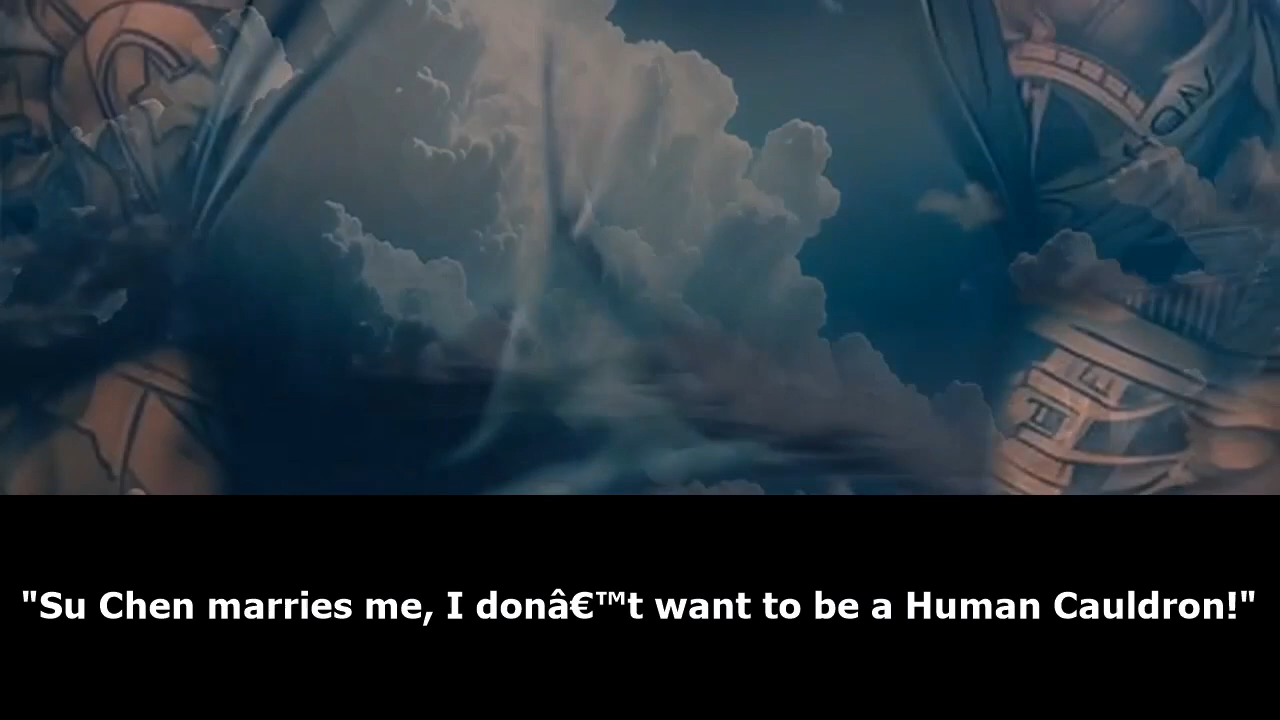 "Su Chen marries me, I donâ€™t want to be a Human Cauldron!"